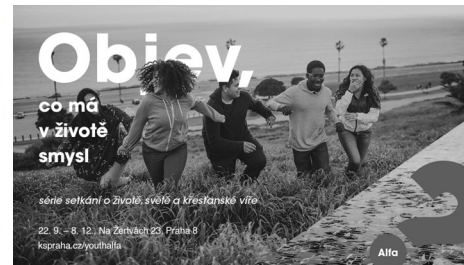 Objev,
co má
v životě
smysl
série setkání o životě, světě a křesťanské víře
22. 9. – 8. 12., Na Žertvách 23, Praha 8
kspraha.cz/youthalfa
Alfa